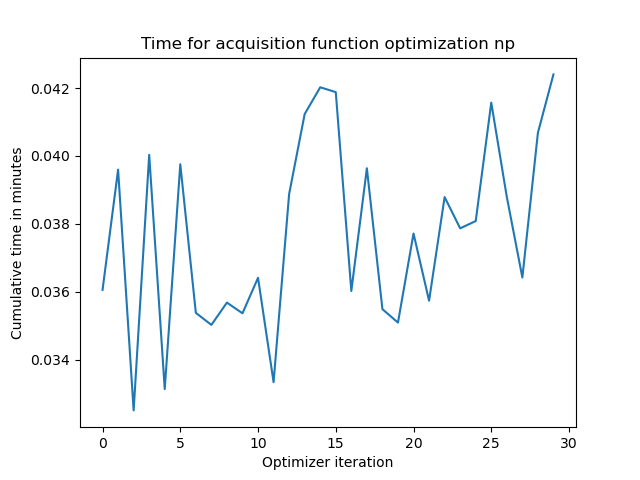 Time for acquisition function optimization np
Cumulative time in minutes
0.042
0.040
0.038
0.036
0.034
0 5 10 15 20 25 30
Optimizer iteration